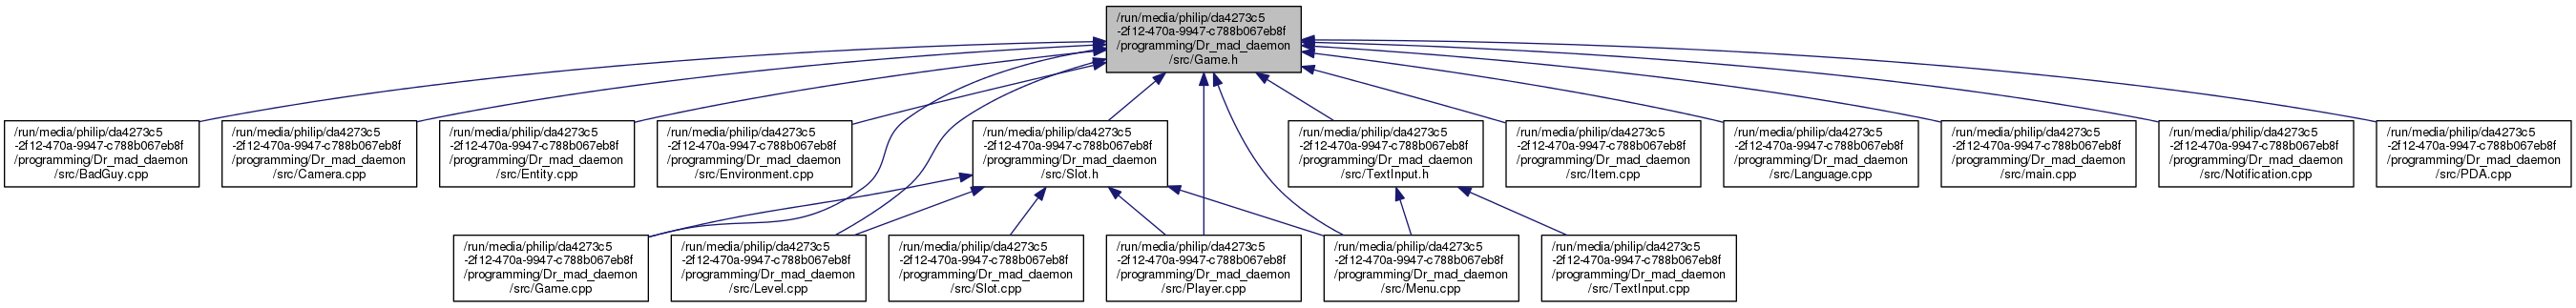 /run/media/philip/da4273c5
-2f12-470a-9947-c788b067eb8f
/programming/Dr_mad_daemon
/src/Game.h
/run/media/philip/da4273c5
-2f12-470a-9947-c788b067eb8f
/programming/Dr_mad_daemon
/src/BadGuy.cpp
/run/media/philip/da4273c5
-2f12-470a-9947-c788b067eb8f
/programming/Dr_mad_daemon
/src/Camera.cpp
/run/media/philip/da4273c5
-2f12-470a-9947-c788b067eb8f
/programming/Dr_mad_daemon
/src/Entity.cpp
/run/media/philip/da4273c5
-2f12-470a-9947-c788b067eb8f
/programming/Dr_mad_daemon
/src/Environment.cpp
/run/media/philip/da4273c5
-2f12-470a-9947-c788b067eb8f
/programming/Dr_mad_daemon
/src/Slot.h
/run/media/philip/da4273c5
-2f12-470a-9947-c788b067eb8f
/programming/Dr_mad_daemon
/src/TextInput.h
/run/media/philip/da4273c5
-2f12-470a-9947-c788b067eb8f
/programming/Dr_mad_daemon
/src/Item.cpp
/run/media/philip/da4273c5
-2f12-470a-9947-c788b067eb8f
/programming/Dr_mad_daemon
/src/Language.cpp
/run/media/philip/da4273c5
-2f12-470a-9947-c788b067eb8f
/programming/Dr_mad_daemon
/src/main.cpp
/run/media/philip/da4273c5
-2f12-470a-9947-c788b067eb8f
/programming/Dr_mad_daemon
/src/Notification.cpp
/run/media/philip/da4273c5
-2f12-470a-9947-c788b067eb8f
/programming/Dr_mad_daemon
/src/PDA.cpp
/run/media/philip/da4273c5
-2f12-470a-9947-c788b067eb8f
/programming/Dr_mad_daemon
/src/Game.cpp
/run/media/philip/da4273c5
-2f12-470a-9947-c788b067eb8f
/programming/Dr_mad_daemon
/src/Level.cpp
/run/media/philip/da4273c5
-2f12-470a-9947-c788b067eb8f
/programming/Dr_mad_daemon
/src/Slot.cpp
/run/media/philip/da4273c5
-2f12-470a-9947-c788b067eb8f
/programming/Dr_mad_daemon
/src/Player.cpp
/run/media/philip/da4273c5
-2f12-470a-9947-c788b067eb8f
/programming/Dr_mad_daemon
/src/Menu.cpp
/run/media/philip/da4273c5
-2f12-470a-9947-c788b067eb8f
/programming/Dr_mad_daemon
/src/TextInput.cpp